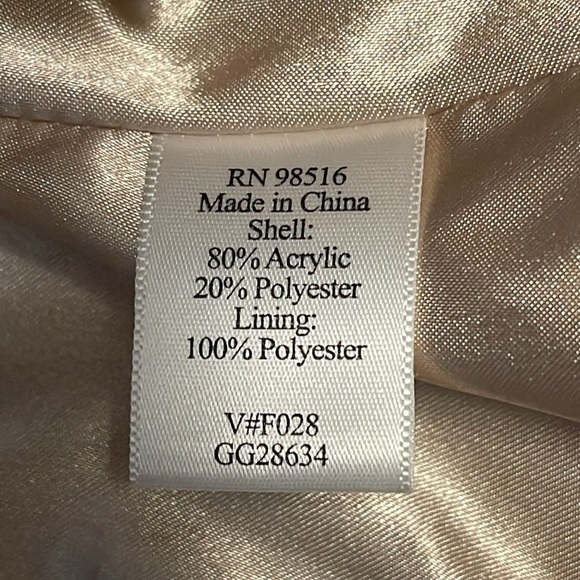 RN 98516
Made in China
Shell:
80% Acrylic
20% Polyester
Lining:
100% Polyester
V#F028
GG28634